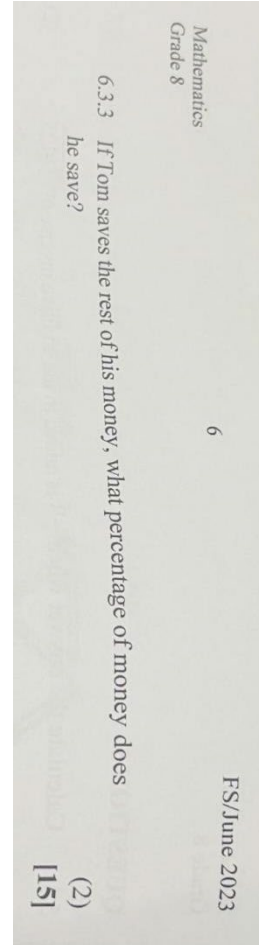 Mathematics 6 FS/June 2023
Grade 8
6.3.3 If Tom saves the rest of his money, what percentage of money does
he save? (2)
[15]